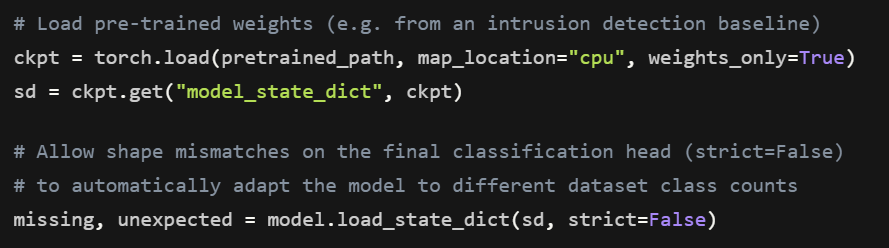 # Load pre-trained weights (e.g. from an intrusion detection baseline)
ckpt = torch.load(pretrained_path, map_location="cpu", weights_only=True)
sd = ckpt.get("model_state_dict", ckpt)
# Allow shape mismatches on the final classification head (strict=False)
# to automatically adapt the model to different dataset class counts
missing, unexpected = model.load_state_dict(sd, strict=False)